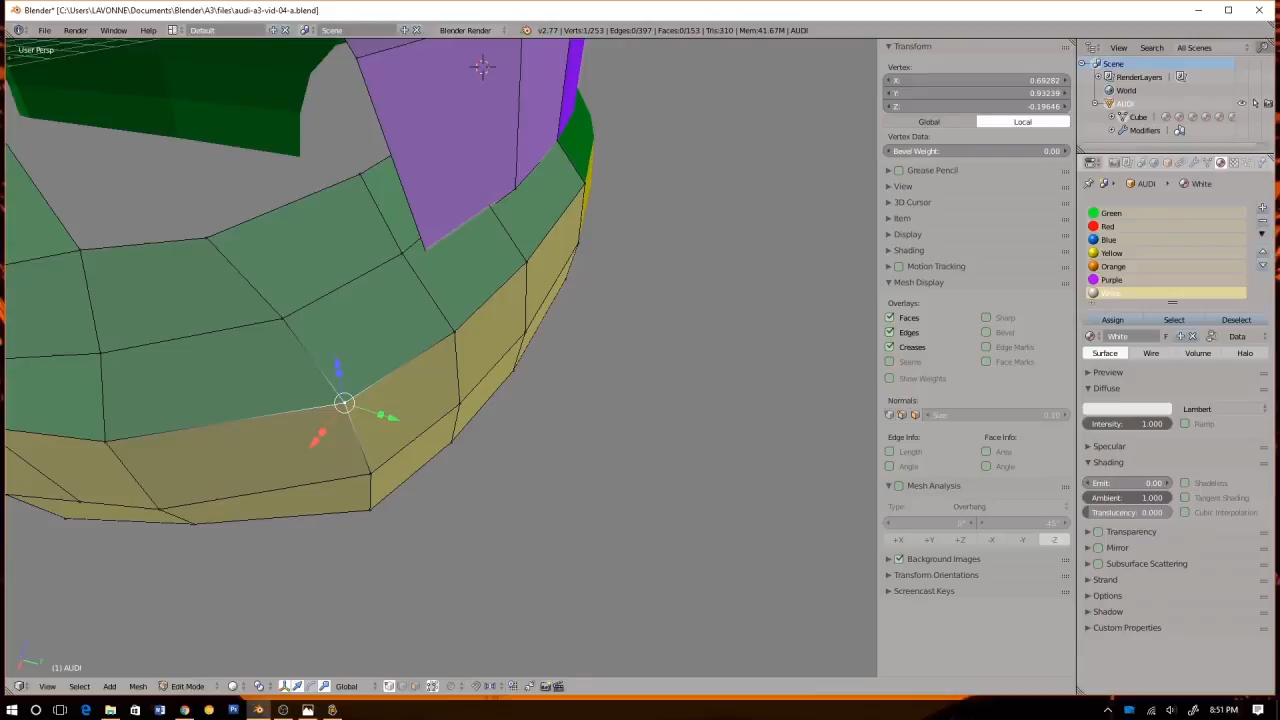 Blender* [C:\Users\LAVONNE\Documents\Blender\A3\files\audi-a3-vid-04-a.blend]
File Render Window Help Default Scene Blender Render v2.77 | Verts:1/253 | Edges:0/397 | Faces:0/153 | Tris:310 | Mem:41.67M | AUDI
User Persp
Transform
Vertex:
X: 0.69282
Y: 0.93239
Z: -0.19646
Global Local
Vertex Data:
Bevel Weight: 0.00
Grease Pencil
View
3D Cursor
Item
Display
Shading
Motion Tracking
Mesh Display
Overlays:
Faces Sharp
Edges Bevel
Creases Edge Marks
Seams Face Marks
Show Weights
Normals:
Size: 0.10
Edge Info: Face Info:
Length Area
Angle Angle
Mesh Analysis
Type: Overhang
0° 45°
+X +Y +Z -X -Y -Z
Background Images
Transform Orientations
Screencast Keys
View Search All Scenes
Scene
RenderLayers
World
AUDI
Cube
Modifiers
AUDI White
Green
Red
Blue
Yellow
Orange
Purple
White
Assign Select Deselect
White F Data
Surface Wire Volume Halo
Preview
Diffuse
Lambert
Intensity: 1.000 Ramp
Specular
Shading
Emit: 0.00 Shadeless
Ambient: 1.000 Tangent Shading
Translucency: 0.000 Cubic Interpolation
Transparency
Mirror
Subsurface Scattering
Strand
Options
Shadow
Custom Properties
(1) AUDI
View Select Add Mesh Edit Mode Global
8:51 PM